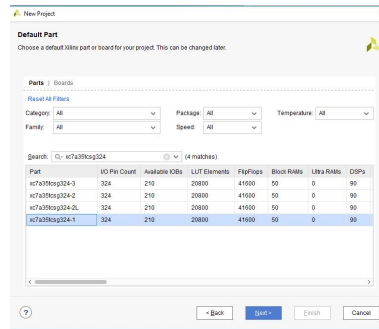 New Project
Default Part
Choose a default Xilinx part or board for your project. This can be changed later.
Parts | Boards
Reset All Filters
Category: All Package: All Temperature: All
Family: All Speed: All
Search: xc7a35tcsg324 (4 matches)
Part I/O Pin Count Available IOBs LUT Elements FlipFlops Block RAMs Ultra RAMs DSPs
xc7a35tcsg324-3 324 210 20800 41600 50 0 90
xc7a35tcsg324-2 324 210 20800 41600 50 0 90
xc7a35tcsg324-2L 324 210 20800 41600 50 0 90
xc7a35tcsg324-1 324 210 20800 41600 50 0 90
? < Back Next > Finish Cancel